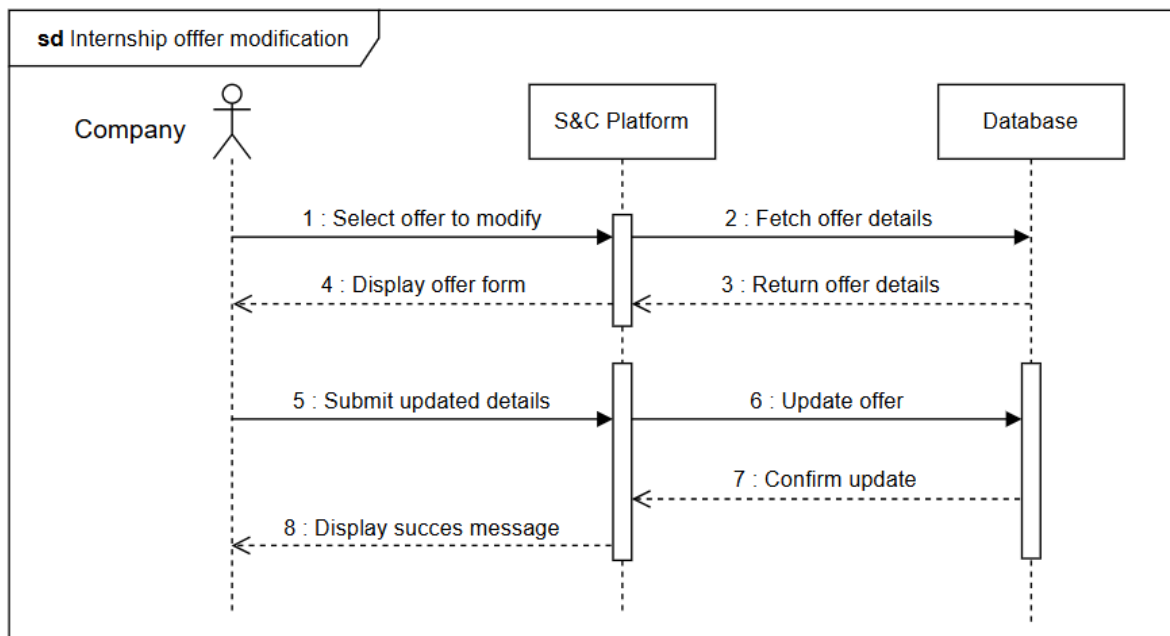 sd Internship offfer modification
Company
S&C Platform
Database
1 : Select offer to modify
2 : Fetch offer details
4 : Display offer form
3 : Return offer details
5 : Submit updated details
6 : Update offer
7 : Confirm update
8 : Display succes message